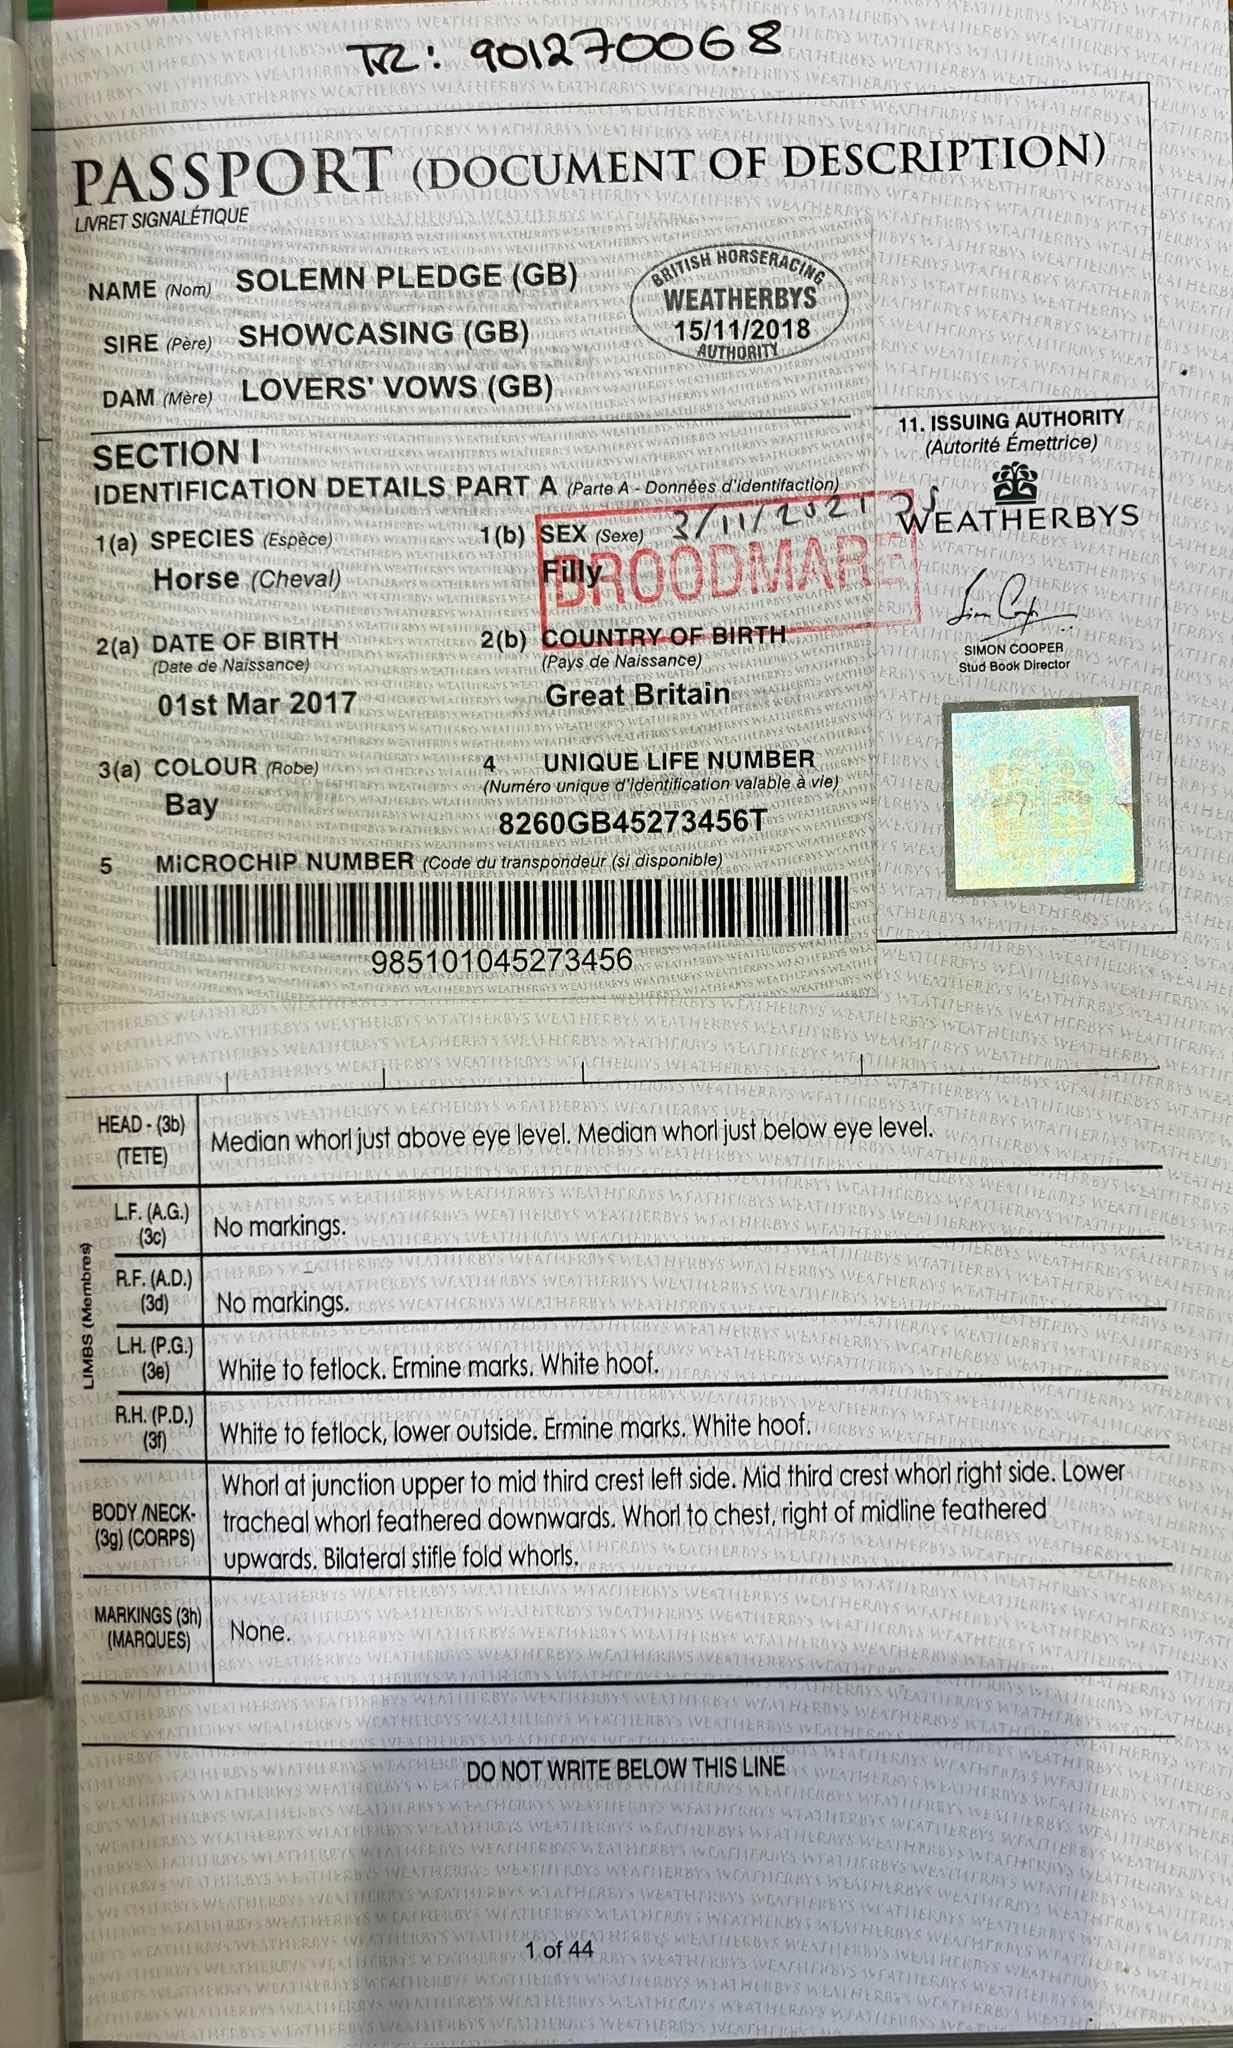 TR: 901270068
PASSPORT (DOCUMENT OF DESCRIPTION)
LIVRET SIGNALÉTIQUE
NAME (Nom) SOLEMN PLEDGE (GB)
SIRE (Père) SHOWCASING (GB)
DAM (Mère) LOVERS' VOWS (GB)
BRITISH HORSERACING
WEATHERBYS
15/11/2018
AUTHORITY
11. ISSUING AUTHORITY
(Autorité Émettrice)
WEATHERBYS
SIMON COOPER
Stud Book Director
SECTION I
IDENTIFICATION DETAILS PART A (Parte A - Données d'identifaction)
1(a) SPECIES (Espèce)
Horse (Cheval)
1(b) SEX (Sexe) 3/11/2021
Filly
BROODMARE
2(a) DATE OF BIRTH
(Date de Naissance)
01st Mar 2017
2(b) COUNTRY OF BIRTH
(Pays de Naissance)
Great Britain
3(a) COLOUR (Robe)
Bay
4 UNIQUE LIFE NUMBER
(Numéro unique d'identification valable à vie)
8260GB45273456T
5 MiCROCHIP NUMBER (Code du transpondeur (si disponible)
985101045273456
HEAD - (3b)
(TETE)
Median whorl just above eye level. Median whorl just below eye level.
LIMBS (Membres)
L.F. (A.G.)
(3c)
No markings.
R.F. (A.D.)
(3d)
No markings.
L.H. (P.G.)
(3e)
White to fetlock. Ermine marks. White hoof.
R.H. (P.D.)
(3f)
White to fetlock, lower outside. Ermine marks. White hoof.
BODY /NECK-
(3g) (CORPS)
Whorl at junction upper to mid third crest left side. Mid third crest whorl right side. Lower
tracheal whorl feathered downwards. Whorl to chest, right of midline feathered
upwards. Bilateral stifle fold whorls.
MARKINGS (3h)
(MARQUES)
None.
DO NOT WRITE BELOW THIS LINE
1 of 44